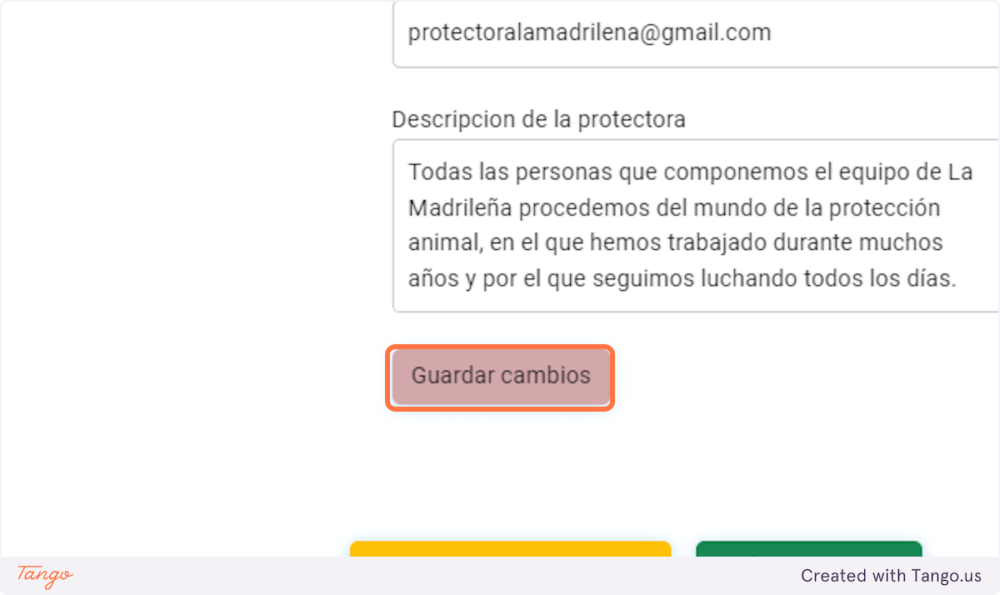 protectoralamadrilena@gmail.com
Descripcion de la protectora
Todas las personas que componemos el equipo de La
Madrileña procedemos del mundo de la protección
animal, en el que hemos trabajado durante muchos
años y por el que seguimos luchando todos los días.
Guardar cambios
Tango
Created with Tango.us